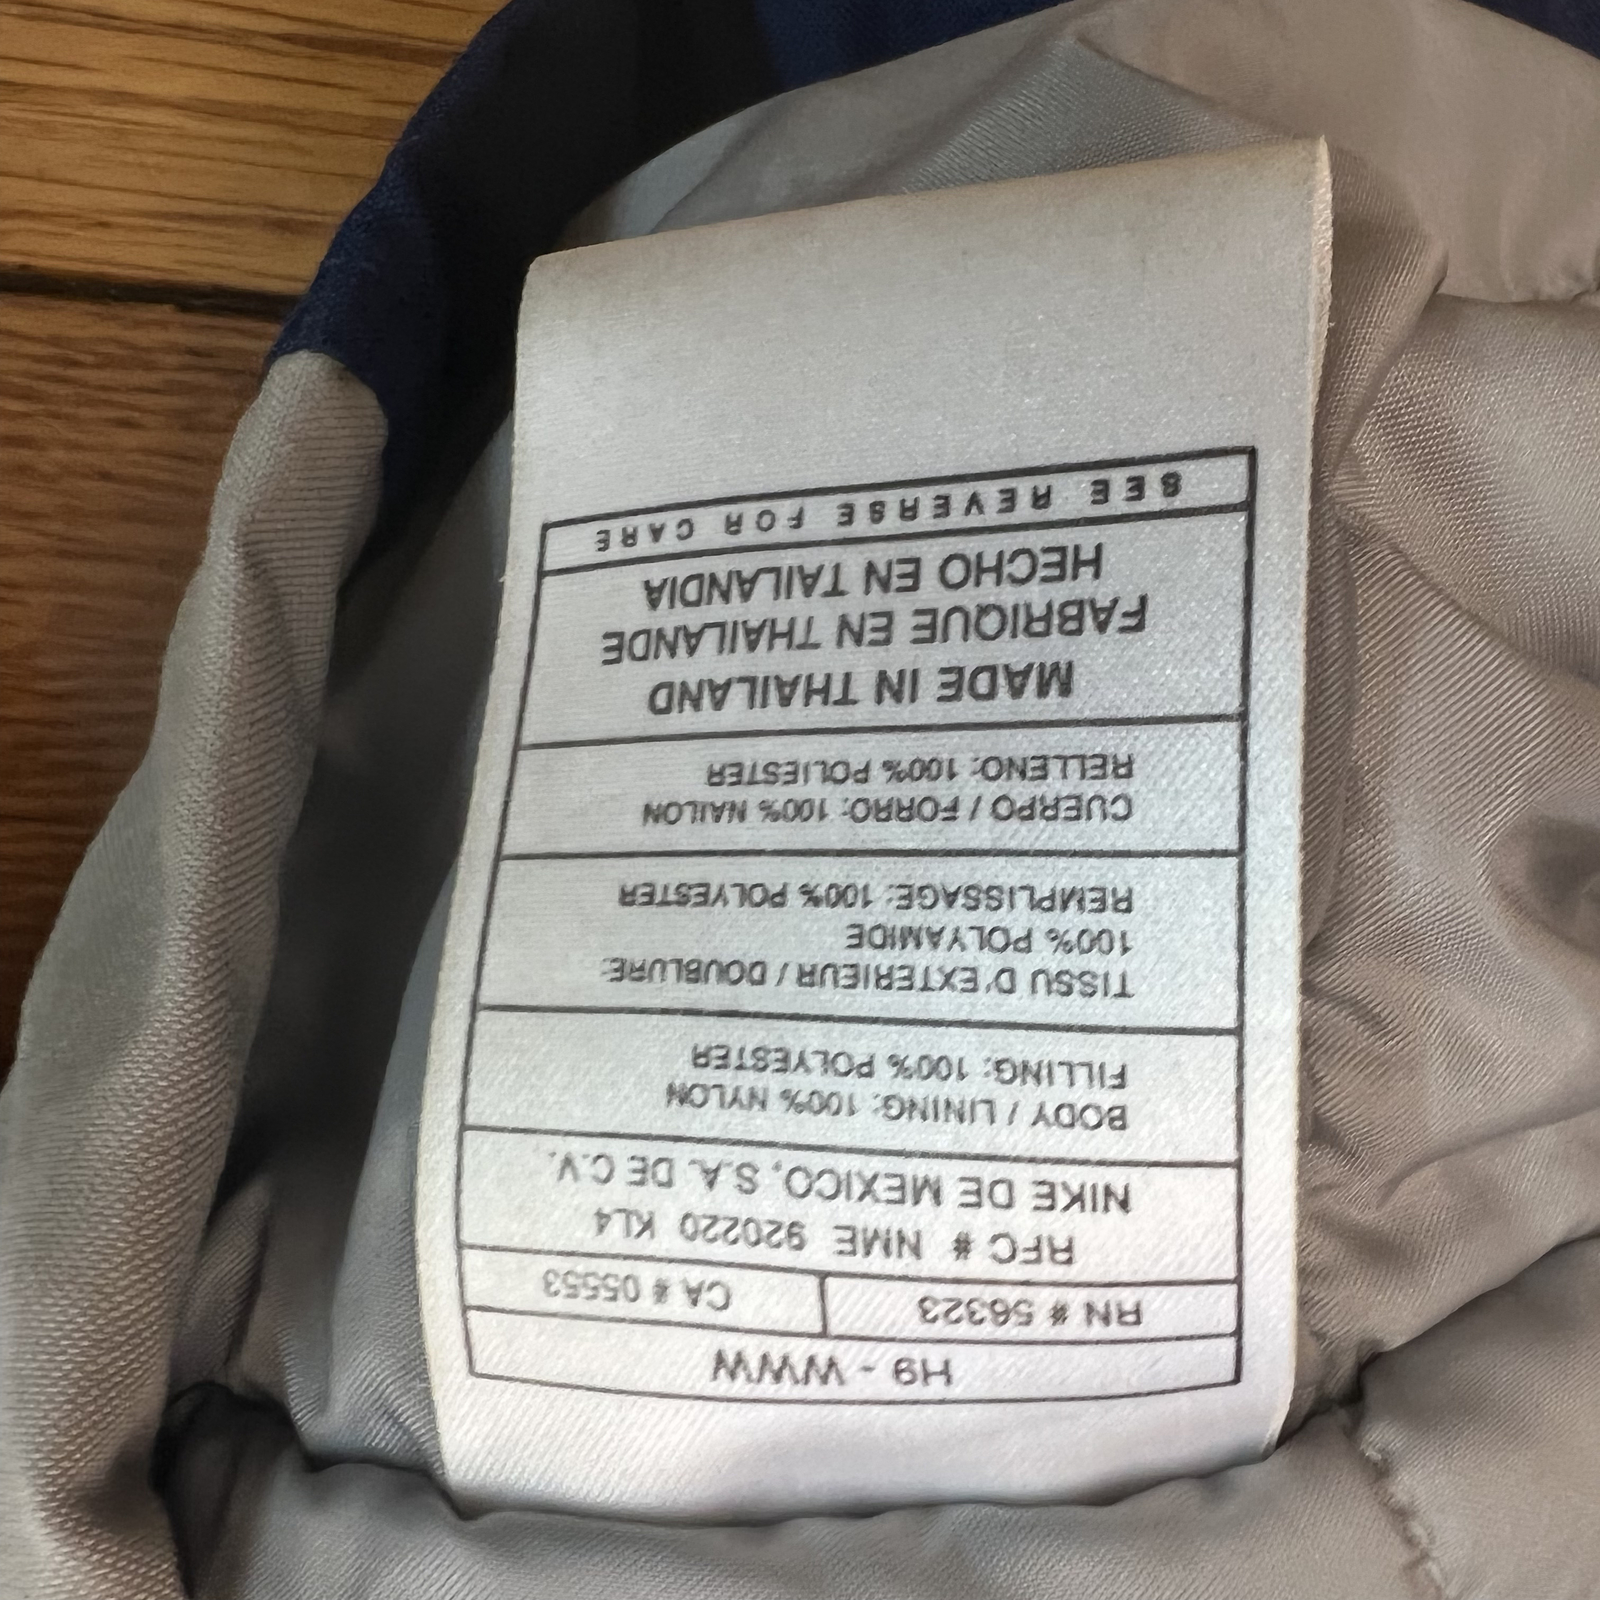 H9 - WWW
RN # 56323
CA # 05553
RFC # NME 920220 KL4
NIKE DE MEXICO, S.A. DE C.V.
BODY / LINING: 100% NYLON
FILLING: 100% POLYESTER
TISSU D'EXTERIEUR / DOUBLURE:
100% POLYAMIDE
REMPLISSAGE: 100% POLYESTER
CUERPO / FORRO: 100% NAILON
RELLENO: 100% POLIESTER
MADE IN THAILAND
FABRIQUE EN THAILANDE
HECHO EN TAILANDIA
SEE REVERSE FOR CARE